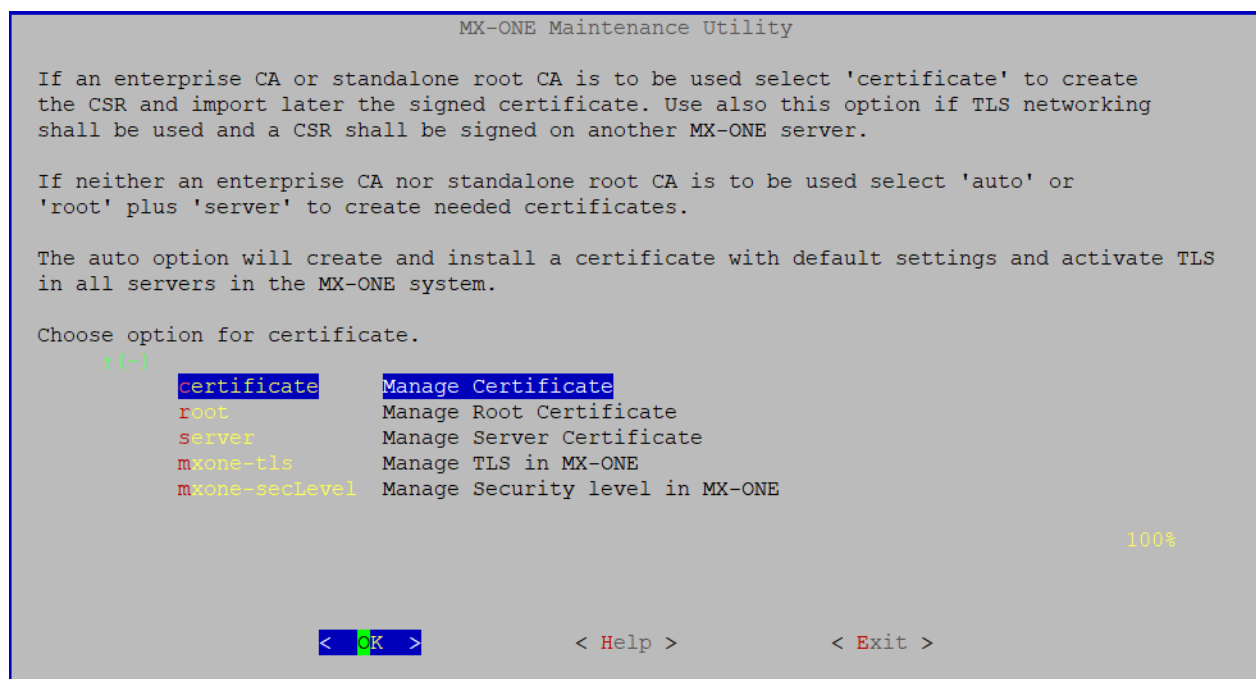 MX-ONE Maintenance Utility
If an enterprise CA or standalone root CA is to be used select 'certificate' to create
the CSR and import later the signed certificate. Use also this option if TLS networking
shall be used and a CSR shall be signed on another MX-ONE server.
If neither an enterprise CA nor standalone root CA is to be used select 'auto' or
'root' plus 'server' to create needed certificates.
The auto option will create and install a certificate with default settings and activate TLS
in all servers in the MX-ONE system.
Choose option for certificate.
↑(-)
certificate Manage Certificate
root Manage Root Certificate
server Manage Server Certificate
mxone-tls Manage TLS in MX-ONE
mxone-secLevel Manage Security level in MX-ONE
100%
< OK > < Help > < Exit >